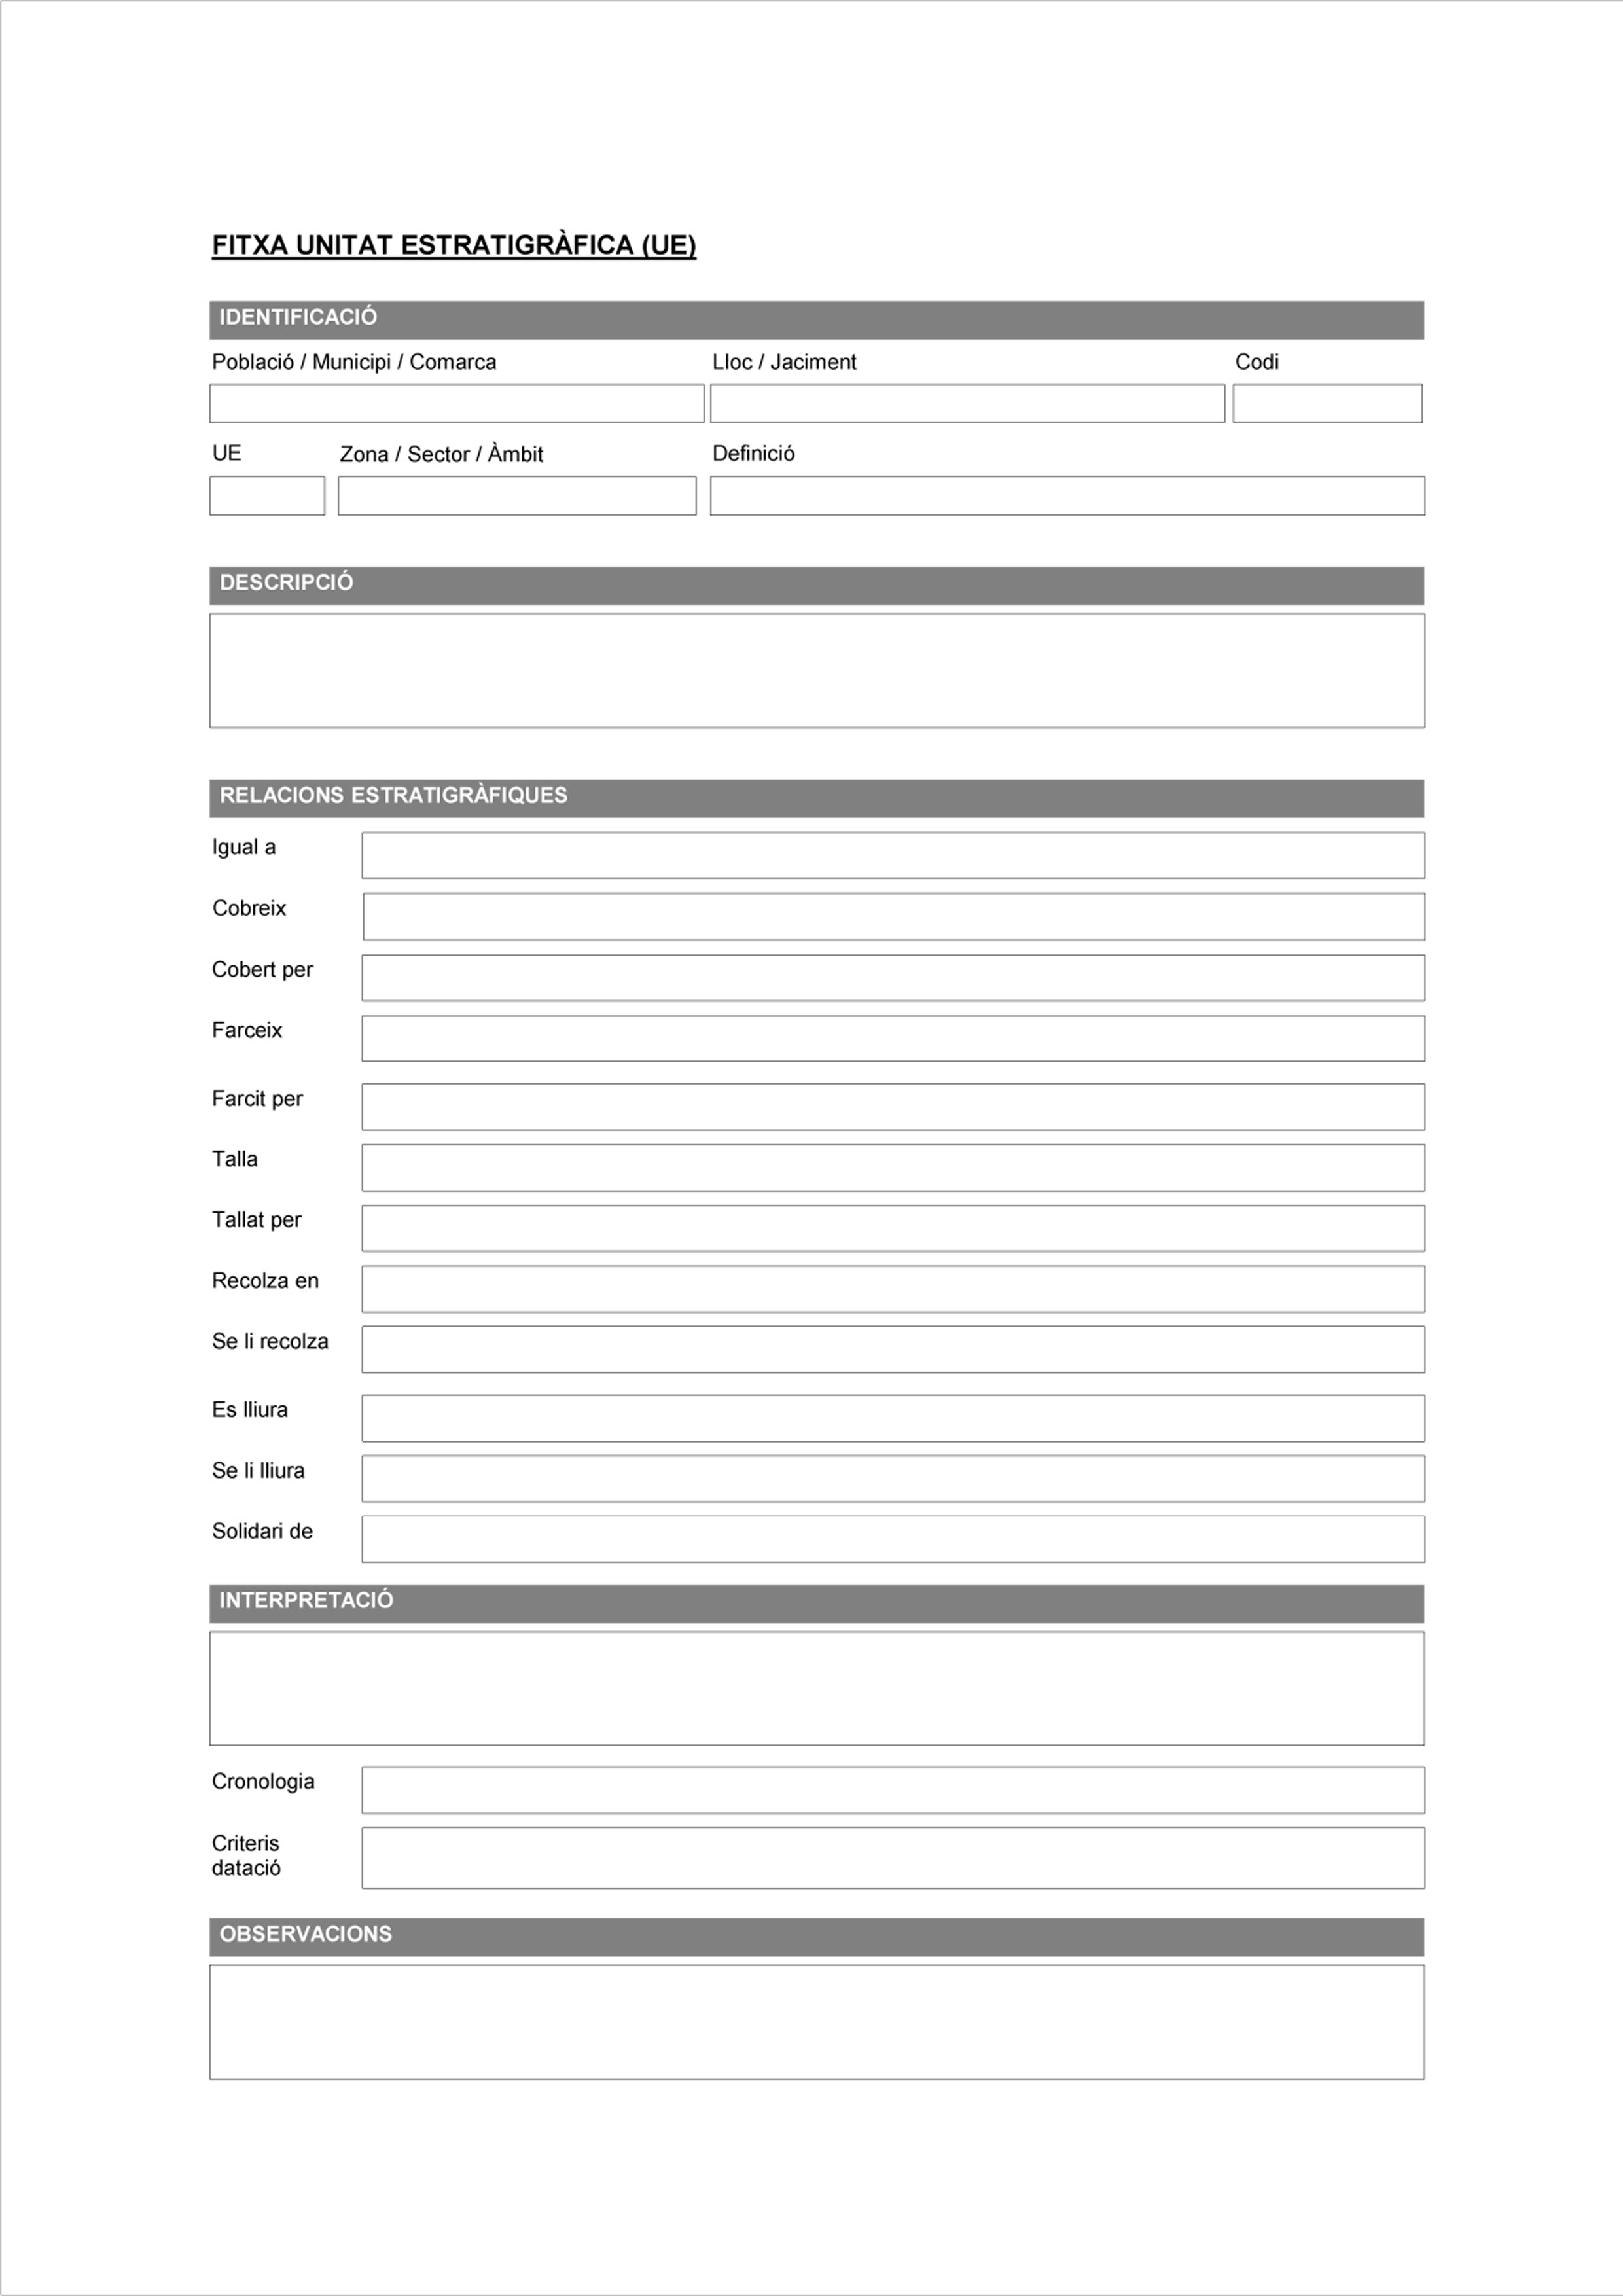 FITXA UNITAT ESTRATIGRÀFICA (UE)
IDENTIFICACIÓ
Població / Municipi / Comarca Lloc / Jaciment Codi
UE Zona / Sector / Àmbit Definició
DESCRIPCIÓ
RELACIONS ESTRATIGRÀFIQUES
Igual a
Cobreix
Cobert per
Farceix
Farcit per
Talla
Tallat per
Recolza en
Se li recolza
Es lliura
Se li lliura
Solidari de
INTERPRETACIÓ
Cronologia
Criteris
datació
OBSERVACIONS